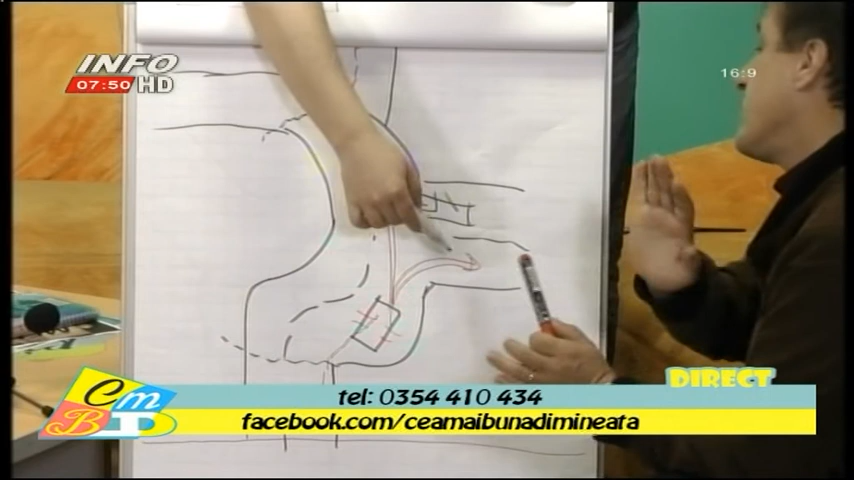 INFO
07:50 HD
16:9
DIRECT
CmBD
tel: 0354 410 434
facebook.com/ceamaibunadimineata